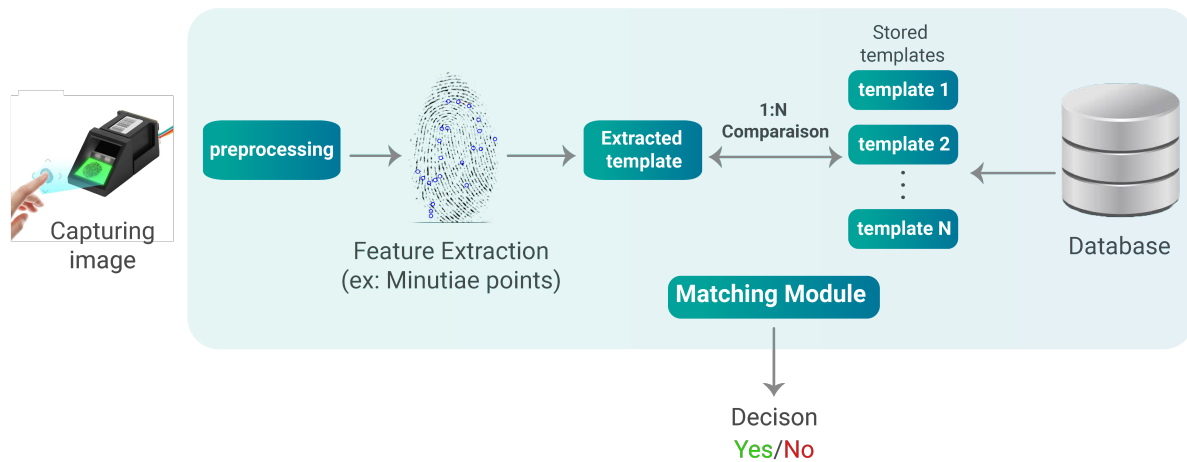 Capturing
image
preprocessing
Feature Extraction
(ex: Minutiae points)
Extracted
template
1:N
Comparaison
Stored
templates
template 1
template 2
template N
Database
Matching Module
Decison
Yes/No